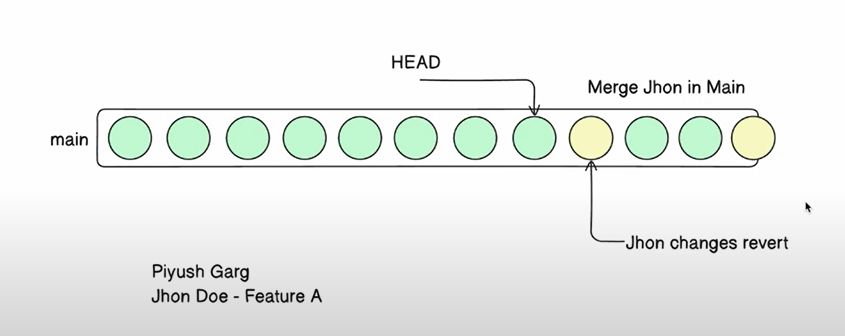 HEAD
Merge Jhon in Main
main
Jhon changes revert
Piyush Garg
Jhon Doe - Feature A